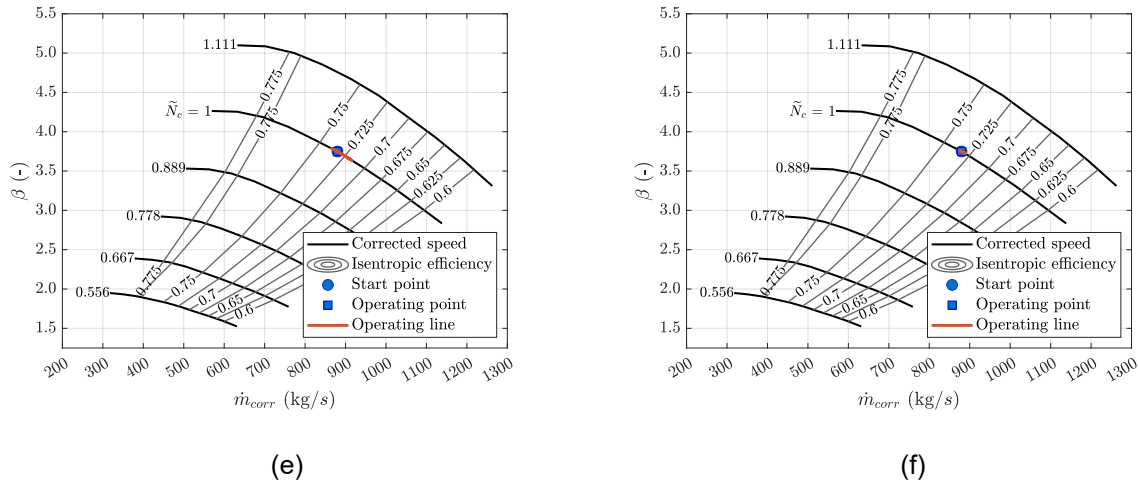 5.5
5.0
4.5
4.0
3.5
3.0
2.5
2.0
1.5
β (-)
1.111
Ñc = 1
0.889
0.778
0.667
0.556
0.775
0.775
0.775
0.75
0.75
0.725
0.7
0.7
0.675
0.65
0.65
0.625
0.6
0.6
Corrected speed
Isentropic efficiency
Start point
Operating point
Operating line
200 300 400 500 600 700 800 900 1000 1100 1200 1300
ṁcorr (kg/s)
(e)
5.5
5.0
4.5
4.0
3.5
3.0
2.5
2.0
1.5
β (-)
1.111
Ñc = 1
0.889
0.778
0.667
0.556
0.775
0.775
0.775
0.75
0.75
0.725
0.7
0.7
0.675
0.65
0.65
0.625
0.6
0.6
Corrected speed
Isentropic efficiency
Start point
Operating point
Operating line
200 300 400 500 600 700 800 900 1000 1100 1200 1300
ṁcorr (kg/s)
(f)